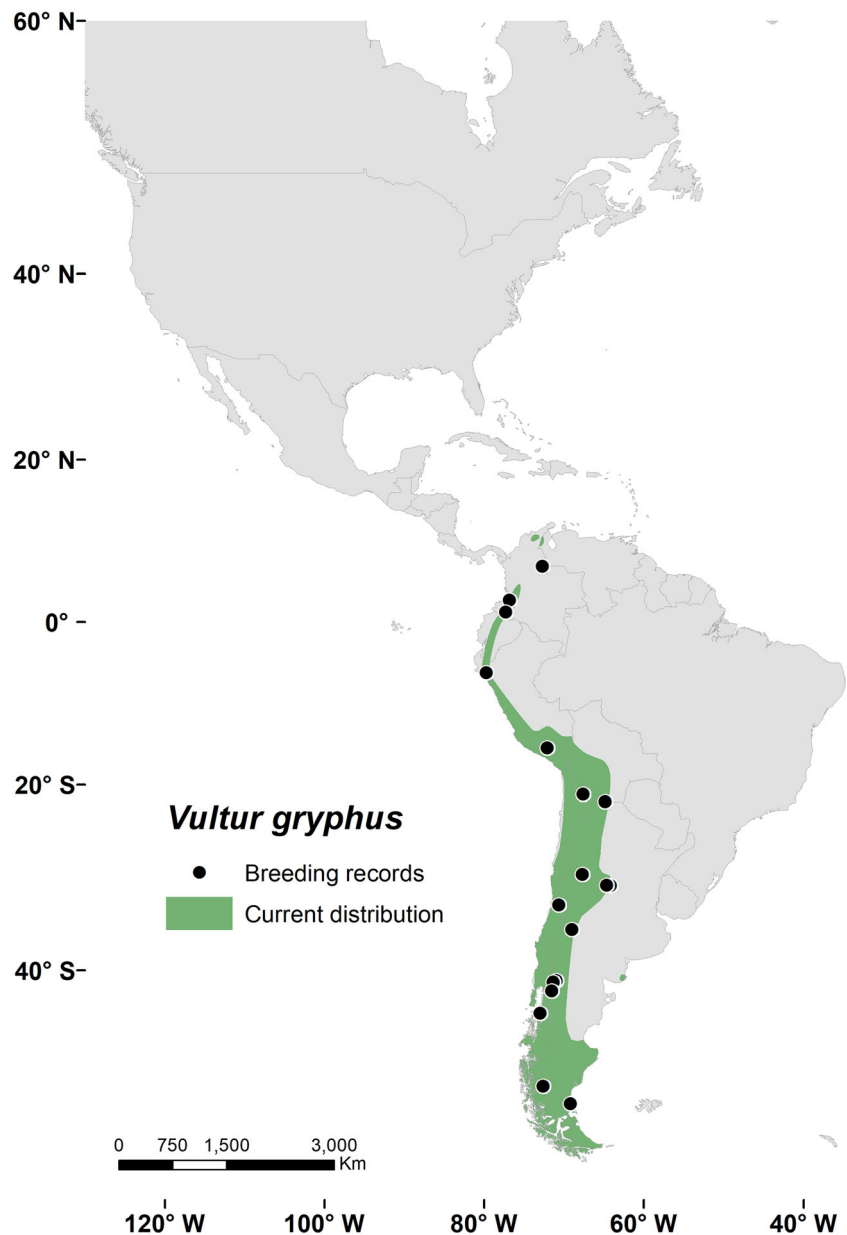 60° N
40° N
20° N
0°
20° S
Vultur gryphus
Breeding records
Current distribution
40° S
0 750 1,500 3,000
Km
120° W 100° W 80° W 60° W 40° W